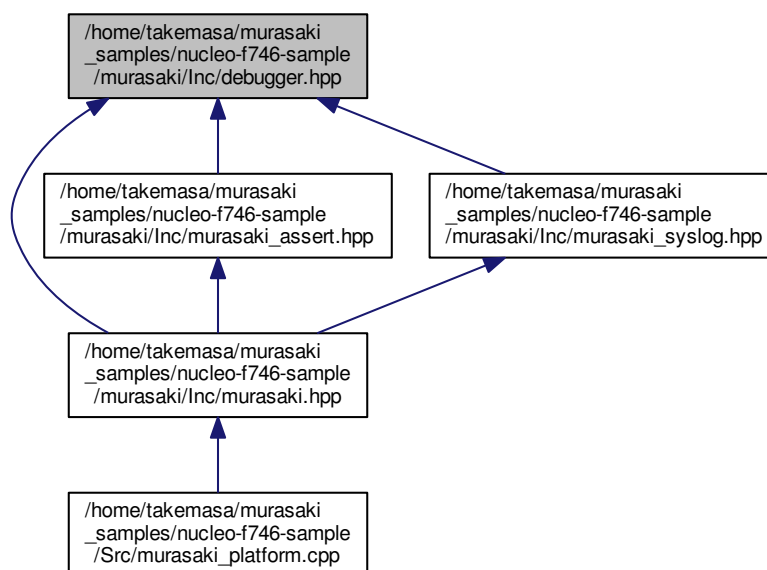 /home/takemasa/murasaki
_samples/nucleo-f746-sample
/murasaki/Inc/debugger.hpp
/home/takemasa/murasaki
_samples/nucleo-f746-sample
/murasaki/Inc/murasaki_assert.hpp
/home/takemasa/murasaki
_samples/nucleo-f746-sample
/murasaki/Inc/murasaki_syslog.hpp
/home/takemasa/murasaki
_samples/nucleo-f746-sample
/murasaki/Inc/murasaki.hpp
/home/takemasa/murasaki
_samples/nucleo-f746-sample
/Src/murasaki_platform.cpp